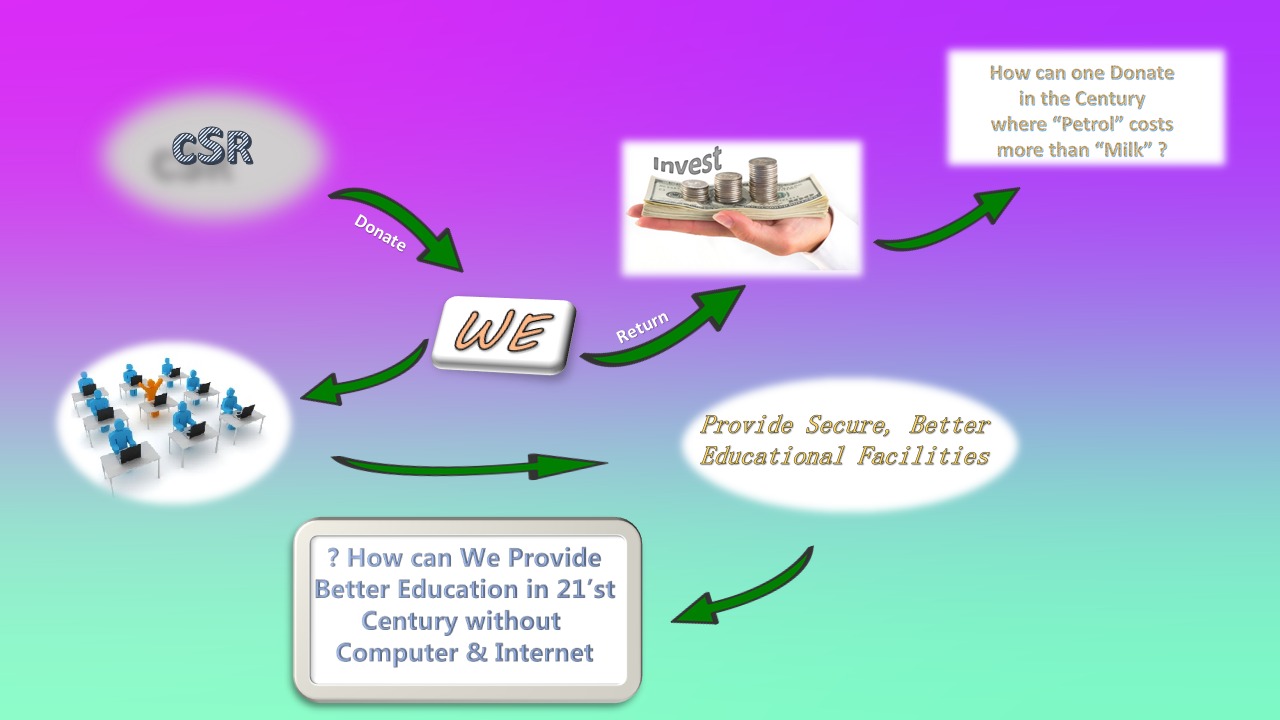 cSR
Donate
WE
Return
Invest
How can one Donate
in the Century
where “Petrol” costs
more than “Milk” ?
Provide Secure, Better
Educational Facilities
? How can We Provide
Better Education in 21’st
Century without
Computer & Internet